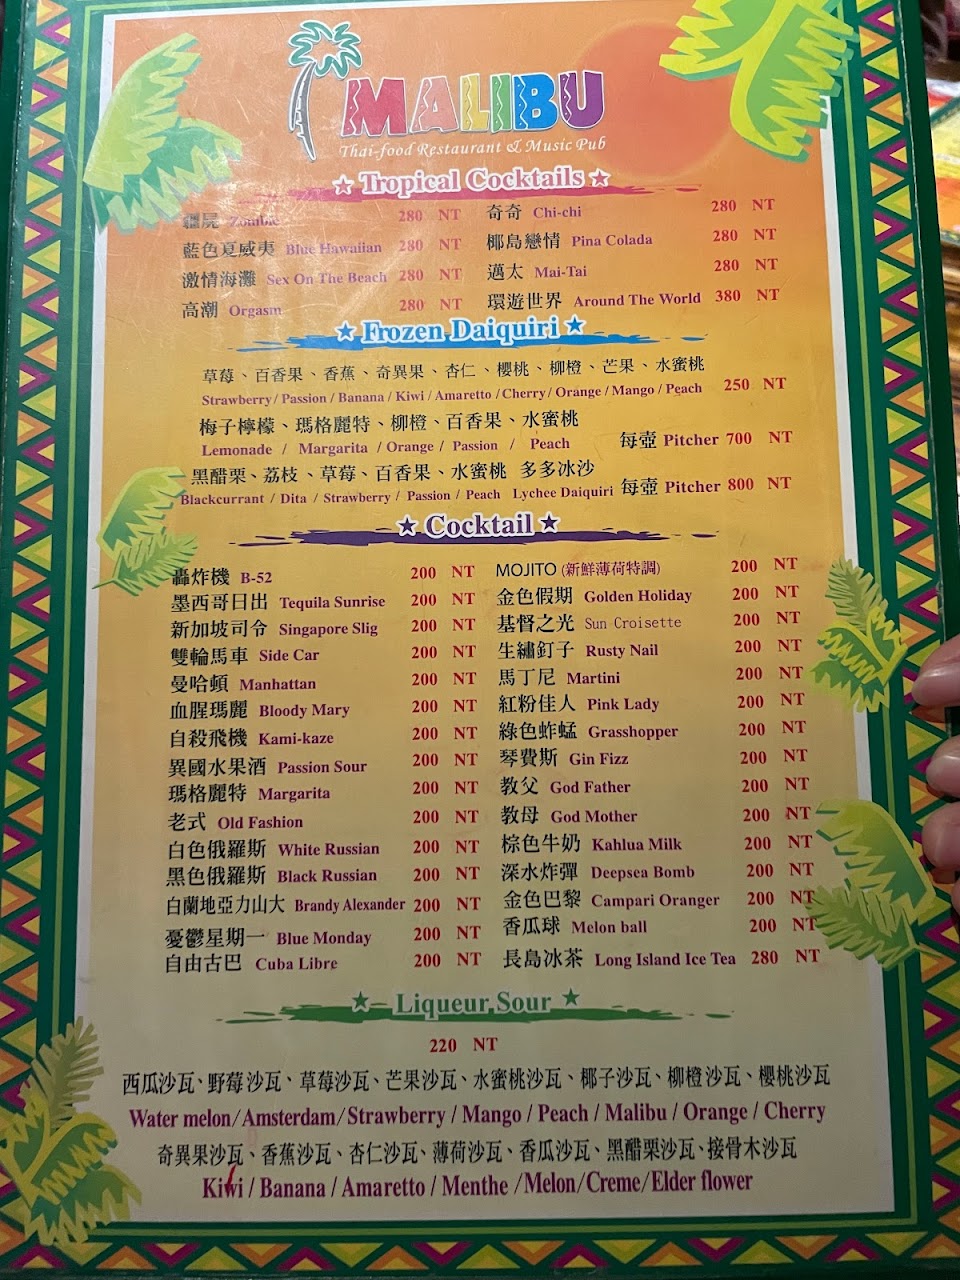 MALIBU
Thai-food Restaurant & Music Pub
★ Tropical Cocktails ★
殭屍 Zombie 280 NT 奇奇 Chi-chi 280 NT
藍色夏威夷 Blue Hawaiian 280 NT 椰島戀情 Pina Colada 280 NT
激情海灘 Sex On The Beach 280 NT 邁太 Mai-Tai 280 NT
高潮 Orgasm 280 NT 環遊世界 Around The World 380 NT
★ Frozen Daiquiri ★
草莓、百香果、香蕉、奇異果、杏仁、櫻桃、柳橙、芒果、水蜜桃
Strawberry / Passion / Banana / Kiwi / Amaretto / Cherry / Orange / Mango / Peach 250 NT
梅子檸檬、瑪格麗特、柳橙、百香果、水蜜桃
Lemonade / Margarita / Orange / Passion / Peach 每壺 Pitcher 700 NT
黑醋栗、荔枝、草莓、百香果、水蜜桃 多多冰沙
Blackcurrant / Dita / Strawberry / Passion / Peach Lychee Daiquiri 每壺 Pitcher 800 NT
★ Cocktail ★
轟炸機 B-52 200 NT MOJITO (新鮮薄荷特調) 200 NT
墨西哥日出 Tequila Sunrise 200 NT 金色假期 Golden Holiday 200 NT
新加坡司令 Singapore Slig 200 NT 基督之光 Sun Croisette 200 NT
雙輪馬車 Side Car 200 NT 生繡釘子 Rusty Nail 200 NT
曼哈頓 Manhattan 200 NT 馬丁尼 Martini 200 NT
血腥瑪麗 Bloody Mary 200 NT 紅粉佳人 Pink Lady 200 NT
自殺飛機 Kami-kaze 200 NT 綠色蚱蜢 Grasshopper 200 NT
異國水果酒 Passion Sour 200 NT 琴費斯 Gin Fizz 200 NT
瑪格麗特 Margarita 200 NT 教父 God Father 200 NT
老式 Old Fashion 200 NT 教母 God Mother 200 NT
白色俄羅斯 White Russian 200 NT 棕色牛奶 Kahlua Milk 200 NT
黑色俄羅斯 Black Russian 200 NT 深水炸彈 Deepsea Bomb 200 NT
白蘭地亞力山大 Brandy Alexander 200 NT 金色巴黎 Campari Oranger 200 NT
憂鬱星期一 Blue Monday 200 NT 香瓜球 Melon ball 200 NT
自由古巴 Cuba Libre 200 NT 長島冰茶 Long Island Ice Tea 280 NT
★ Liqueur Sour ★
220 NT
西瓜沙瓦、野莓沙瓦、草莓沙瓦、芒果沙瓦、水蜜桃沙瓦、椰子沙瓦、柳橙沙瓦、櫻桃沙瓦
Water melon/Amsterdam/Strawberry / Mango / Peach / Malibu / Orange / Cherry
奇異果沙瓦、香蕉沙瓦、杏仁沙瓦、薄荷沙瓦、香瓜沙瓦、黑醋栗沙瓦、接骨木沙瓦
Kiwi / Banana / Amaretto / Menthe /Melon/Creme/Elder flower